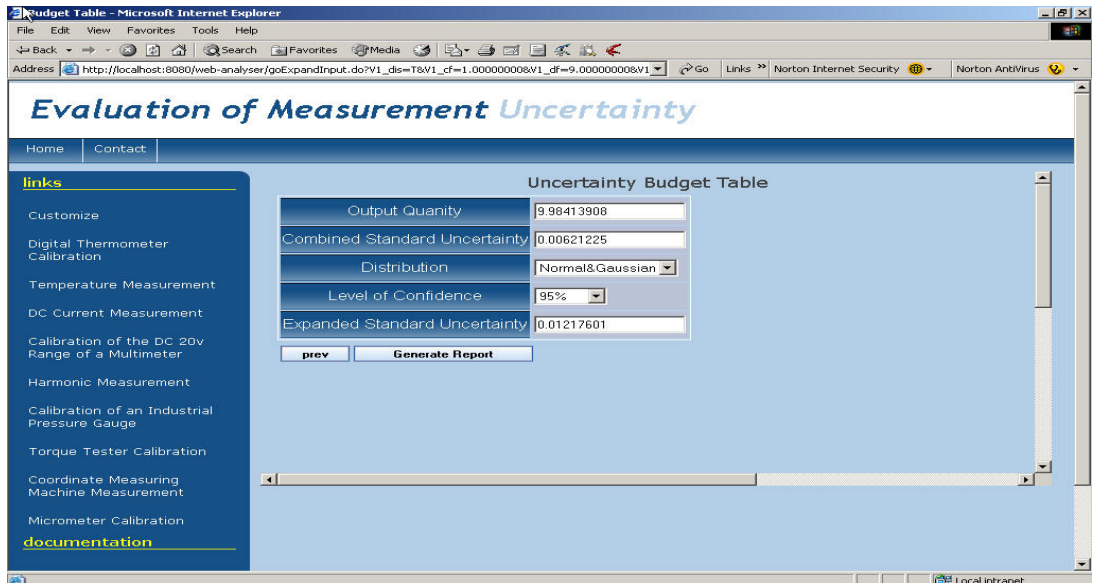 Budget Table - Microsoft Internet Explorer
File Edit View Favorites Tools Help
Back Search Favorites Media
Address http://localhost:8080/web-analyser/goExpandInput.do?V1_dis=T&V1_cf=1.00000000&V1_df=9.00000000&V1 Go Links » Norton Internet Security Norton AntiVirus
Evaluation of Measurement Uncertainty
Home Contact
links
Uncertainty Budget Table
Customize
Digital Thermometer
Calibration
Temperature Measurement
DC Current Measurement
Calibration of the DC 20v
Range of a Multimeter
Harmonic Measurement
Calibration of an Industrial
Pressure Gauge
Torque Tester Calibration
Coordinate Measuring
Machine Measurement
Micrometer Calibration
documentation
Output Quanity 9.98413908
Combined Standard Uncertainty 0.00621225
Distribution Normal&Gaussian
Level of Confidence 95%
Expanded Standard Uncertainty 0.01217601
prev Generate Report
Local intranet